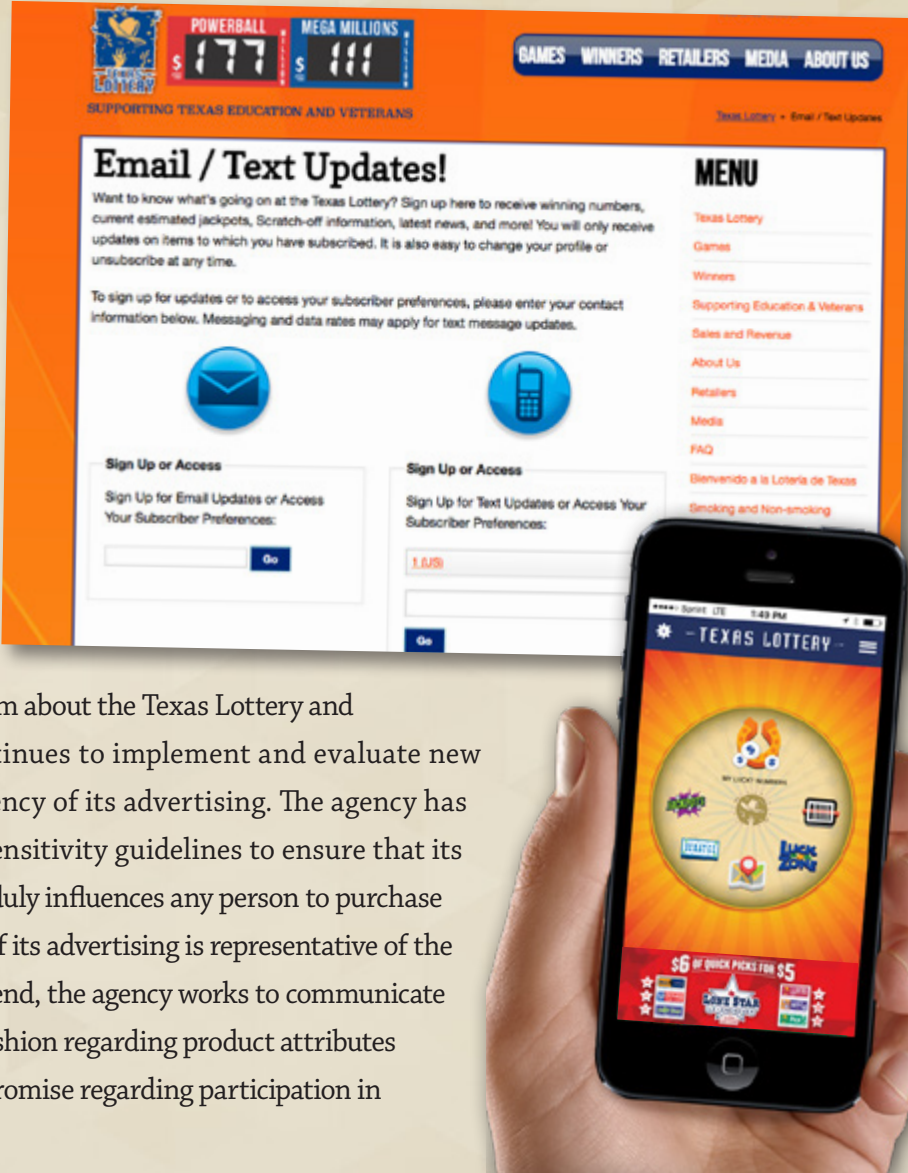 POWERBALL
MEGA MILLIONS
$ 177 MILLION
$ 111 MILLION
TEXAS
LOTTERY
GAMES WINNERS RETAILERS MEDIA ABOUT US
SUPPORTING TEXAS EDUCATION AND VETERANS
Texas Lottery • Email / Text Updates
Email / Text Updates!
Want to know what's going on at the Texas Lottery? Sign up here to receive winning numbers,
current estimated jackpots, Scratch-off information, latest news, and more! You will only receive
updates on items to which you have subscribed. It is also easy to change your profile or
unsubscribe at any time.
To sign up for updates or to access your subscriber preferences, please enter your contact
information below. Messaging and data rates may apply for text message updates.
Sign Up or Access
Sign Up for Email Updates or Access
Your Subscriber Preferences:
Go
Sign Up or Access
Sign Up for Text Updates or Access Your
Subscriber Preferences:
1 (US)
Go
MENU
Texas Lottery
Games
Winners
Supporting Education & Veterans
Sales and Revenue
About Us
Retailers
Media
FAQ
Bienvenido a la Lotería de Texas
Smoking and Non-smoking
Sprint LTE 1:49 PM
-TEXAS LOTTERY-
MY LUCKY NUMBERS
LUCK
ZONE
$6 OF QUICK PICKS FOR $5
LONE STAR
m about the Texas Lottery and
tinues to implement and evaluate new
ency of its advertising. The agency has
ensitivity guidelines to ensure that its
duly influences any person to purchase
f its advertising is representative of the
end, the agency works to communicate
shion regarding product attributes
romise regarding participation in